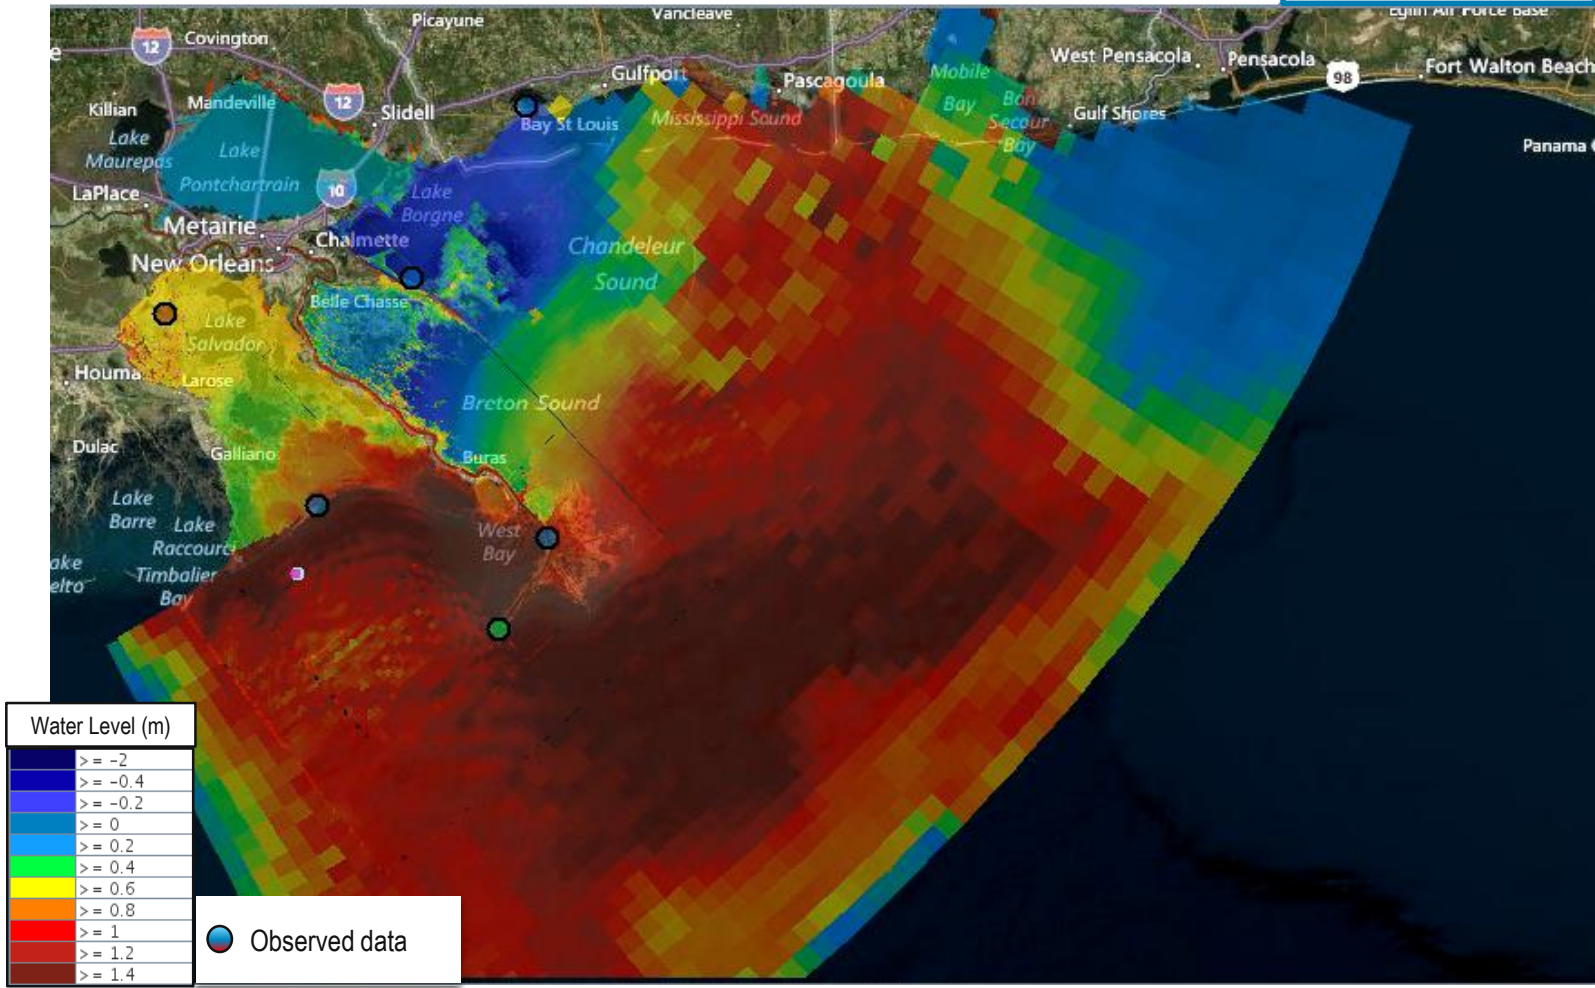 Picayune
Vancleave
Eglin Air Force Base
12
Covington
West Pensacola
Pensacola
Gulfport
Pascagoula
Mobile
Bay
98
Fort Walton Beach
Killian
Mandeville
12
Slidell
Bay St Louis
Mississippi Sound
Bon
Secour
Bay
Gulf Shores
Lake
Maurepas
Lake
Pontchartrain
Panama
LaPlace
10
Lake
Borgne
Metairie
Chalmette
New Orleans
Chandeleur
Sound
Belle Chasse
Lake
Salvador
Houma
Larose
Breton Sound
Dulac
Galliano
Buras
Lake
Barre
Lake
Raccourci
West
Bay
Timbalier
Bay
ake
elto
Water Level (m)
>= -2
>= -0.4
>= -0.2
>= 0
>= 0.2
>= 0.4
>= 0.6
>= 0.8
>= 1
>= 1.2
>= 1.4
Observed data